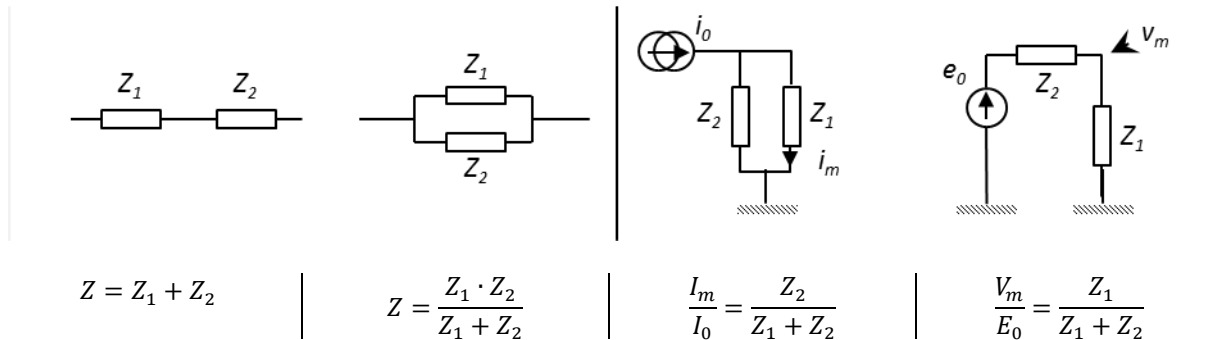 Z₁ Z₂
Z₁
Z₂
i₀
Z₂ Z₁
iₘ
e₀
Z₂
vₘ
Z₁
Z = Z₁ + Z₂
Z = (Z₁ · Z₂) / (Z₁ + Z₂)
Iₘ / I₀ = Z₂ / (Z₁ + Z₂)
Vₘ / E₀ = Z₁ / (Z₁ + Z₂)